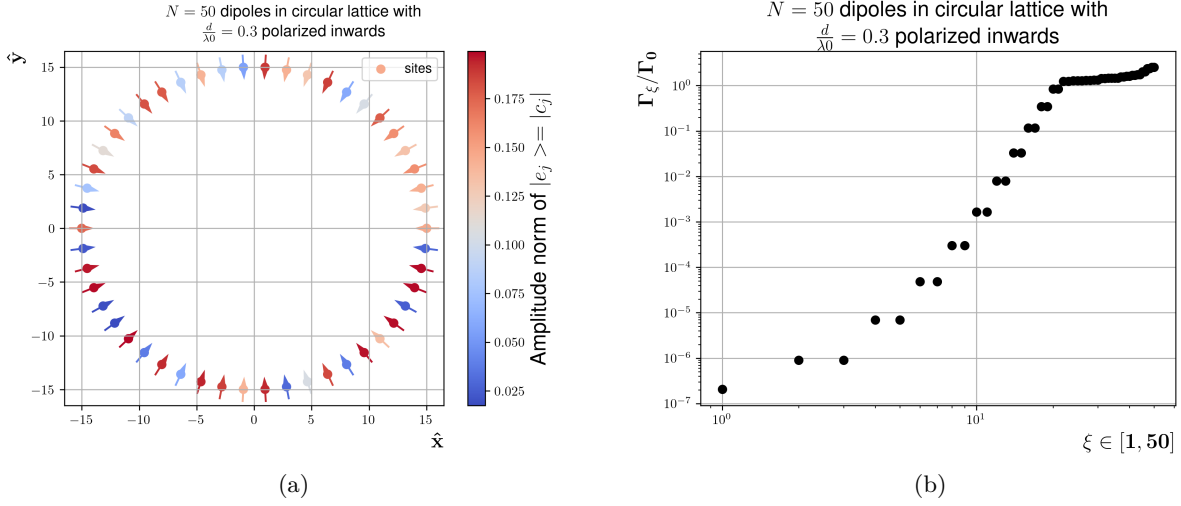 N = 50 dipoles in circular lattice with
d/λ0 = 0.3 polarized inwards
ŷ
sites
15
10
5
0
−5
−10
−15
−15 −10 −5 0 5 10 15
x̂
0.175
0.150
0.125
0.100
0.075
0.050
0.025
Amplitude norm of |e_j >= |c_j|
(a)
N = 50 dipoles in circular lattice with
d/λ0 = 0.3 polarized inwards
Γ_ξ/Γ_0
10^0
10^−1
10^−2
10^−3
10^−4
10^−5
10^−6
10^−7
10^0 10^1
ξ ∈ [1, 50]
(b)